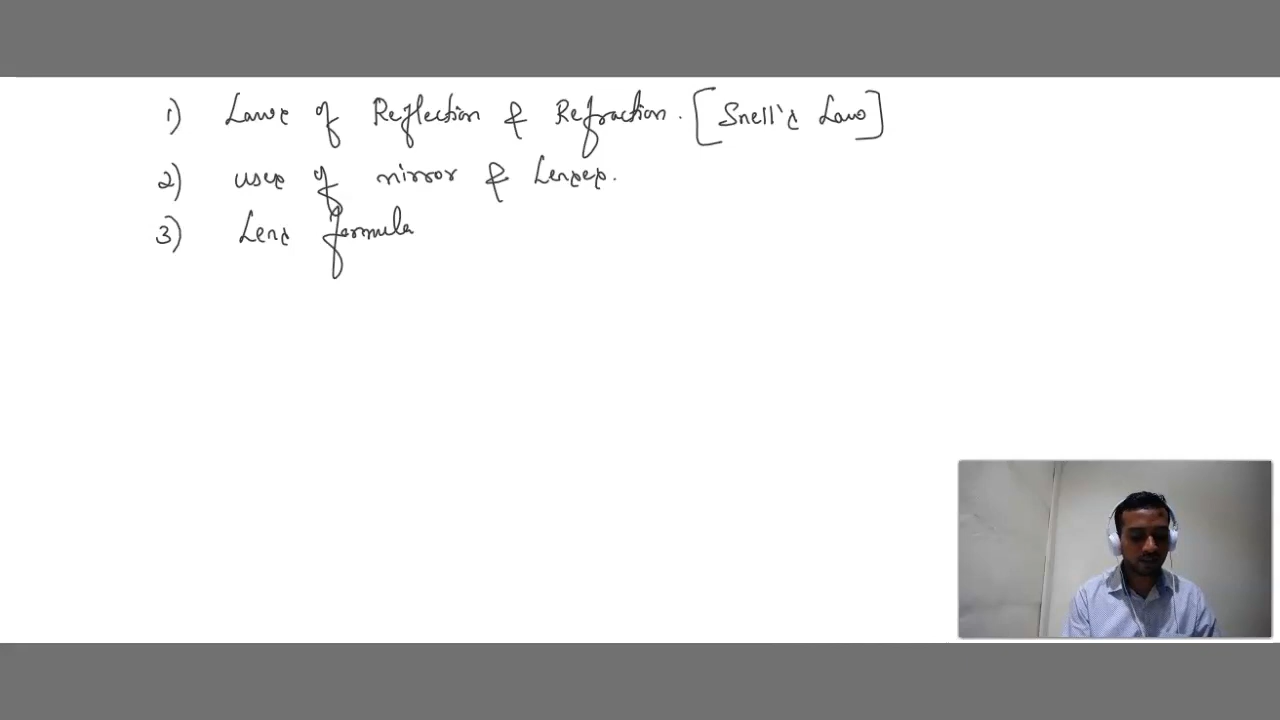 1) Laws of Reflection & Refraction. [Snell's Law]
2) uses of mirror & Lenses.
3) Lens formula